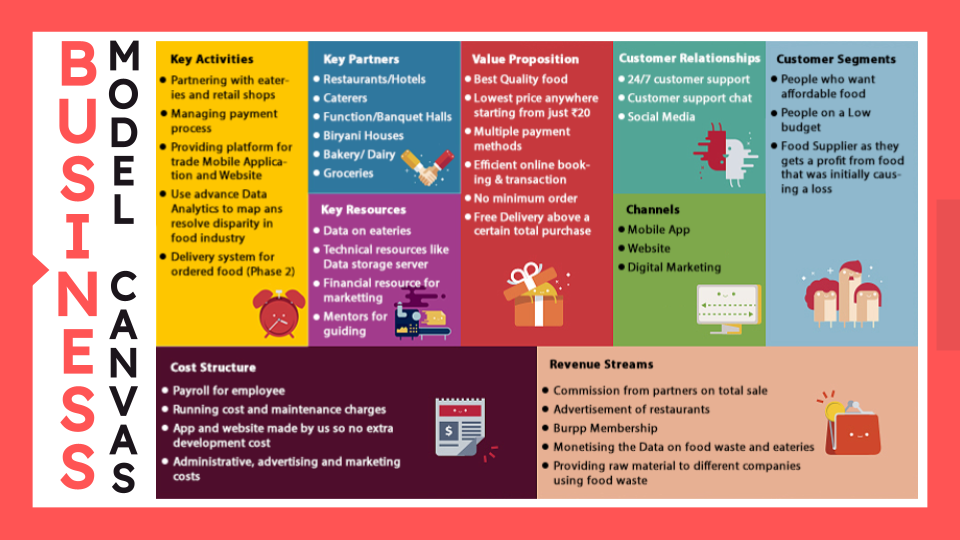 BUSINESS
MODEL CANVAS
Key Activities
Partnering with eater-
ies and retail shops
Managing payment
process
Providing platform for
trade Mobile Applica-
tion and Website
Use advance Data
Analytics to map ans
resolve disparity in
food industry
Delivery system for
ordered food (Phase 2)
Key Partners
Restaurants/Hotels
Caterers
Function/Banquet Halls
Biryani Houses
Bakery/ Dairy
Groceries
Key Resources
Data on eateries
Technical resources like
Data storage server
Financial resource for
marketting
Mentors for
guiding
Value Proposition
Best Quality food
Lowest price anywhere
starting from just ₹20
Multiple payment
methods
Efficient online book-
ing & transaction
No minimum order
Free Delivery above a
certain total purchase
Customer Relationships
24/7 customer support
Customer support chat
Social Media
Channels
Mobile App
Website
Digital Marketing
Customer Segments
People who want
affordable food
People on a Low
budget
Food Supplier as they
gets a profit from food
that was initially caus-
ing a loss
Cost Structure
Payroll for employee
Running cost and maintenance charges
App and website made by us so no extra
development cost
Administrative, advertising and marketing
costs
$
Revenue Streams
Commission from partners on total sale
Advertisement of restaurants
Burpp Membership
Monetising the Data on food waste and eateries
Providing raw material to different companies
using food waste